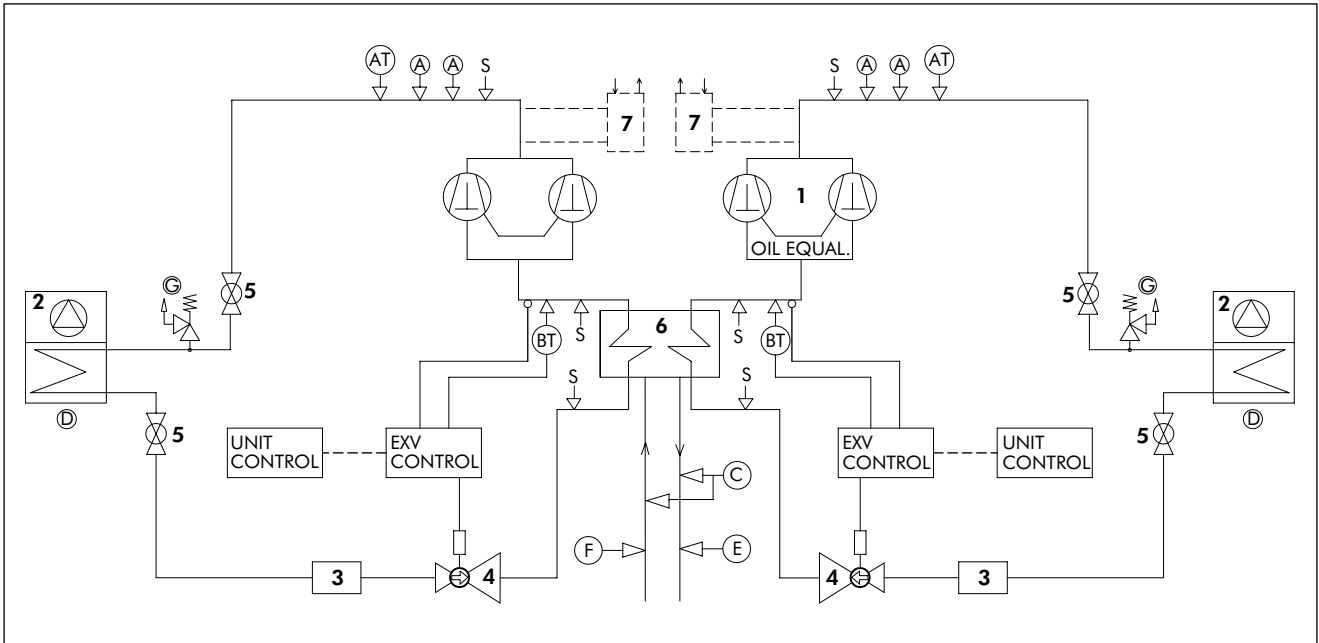 AT A A S
S A A AT
7 7
1
OIL EQUAL.
G
5
5
G
2
2
6
S
BT
S
BT
S
S
D
5
5
D
UNIT
CONTROL
EXV
CONTROL
EXV
CONTROL
UNIT
CONTROL
C
F
E
3
4
4
3